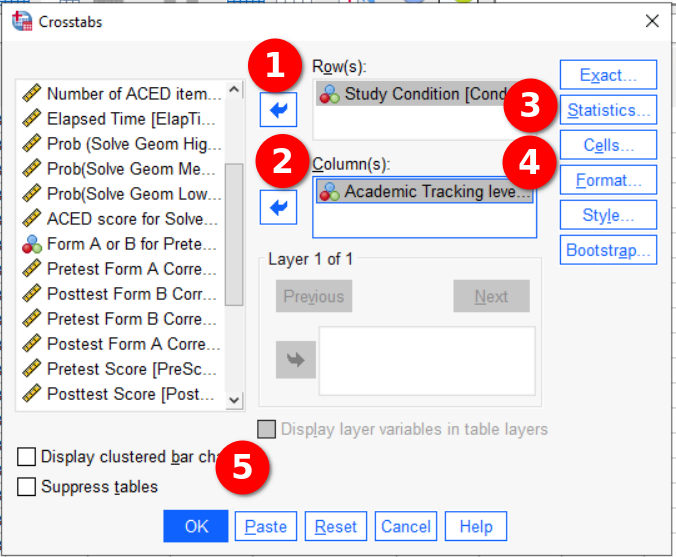 Crosstabs
1
Row(s):
Exact...
Number of ACED item...
Study Condition [Cond
3
Elapsed Time [ElapTi...
Statistics...
Prob (Solve Geom Hig...
2
Cells...
Prob(Solve Geom Me...
Column(s):
4
Prob(Solve Geom Low...
Academic Tracking leve...
Format...
ACED score for Solve...
Style...
Form A or B for Prete...
Bootstrap...
Pretest Form A Corre...
Layer 1 of 1
Posttest Form B Corr...
Previous
Next
Pretest Form B Corre...
Postest Form A Corre...
Pretest Score [PreSc...
Posttest Score [Post...
Display layer variables in table layers
Display clustered bar cha
5
Suppress tables
OK
Paste
Reset
Cancel
Help